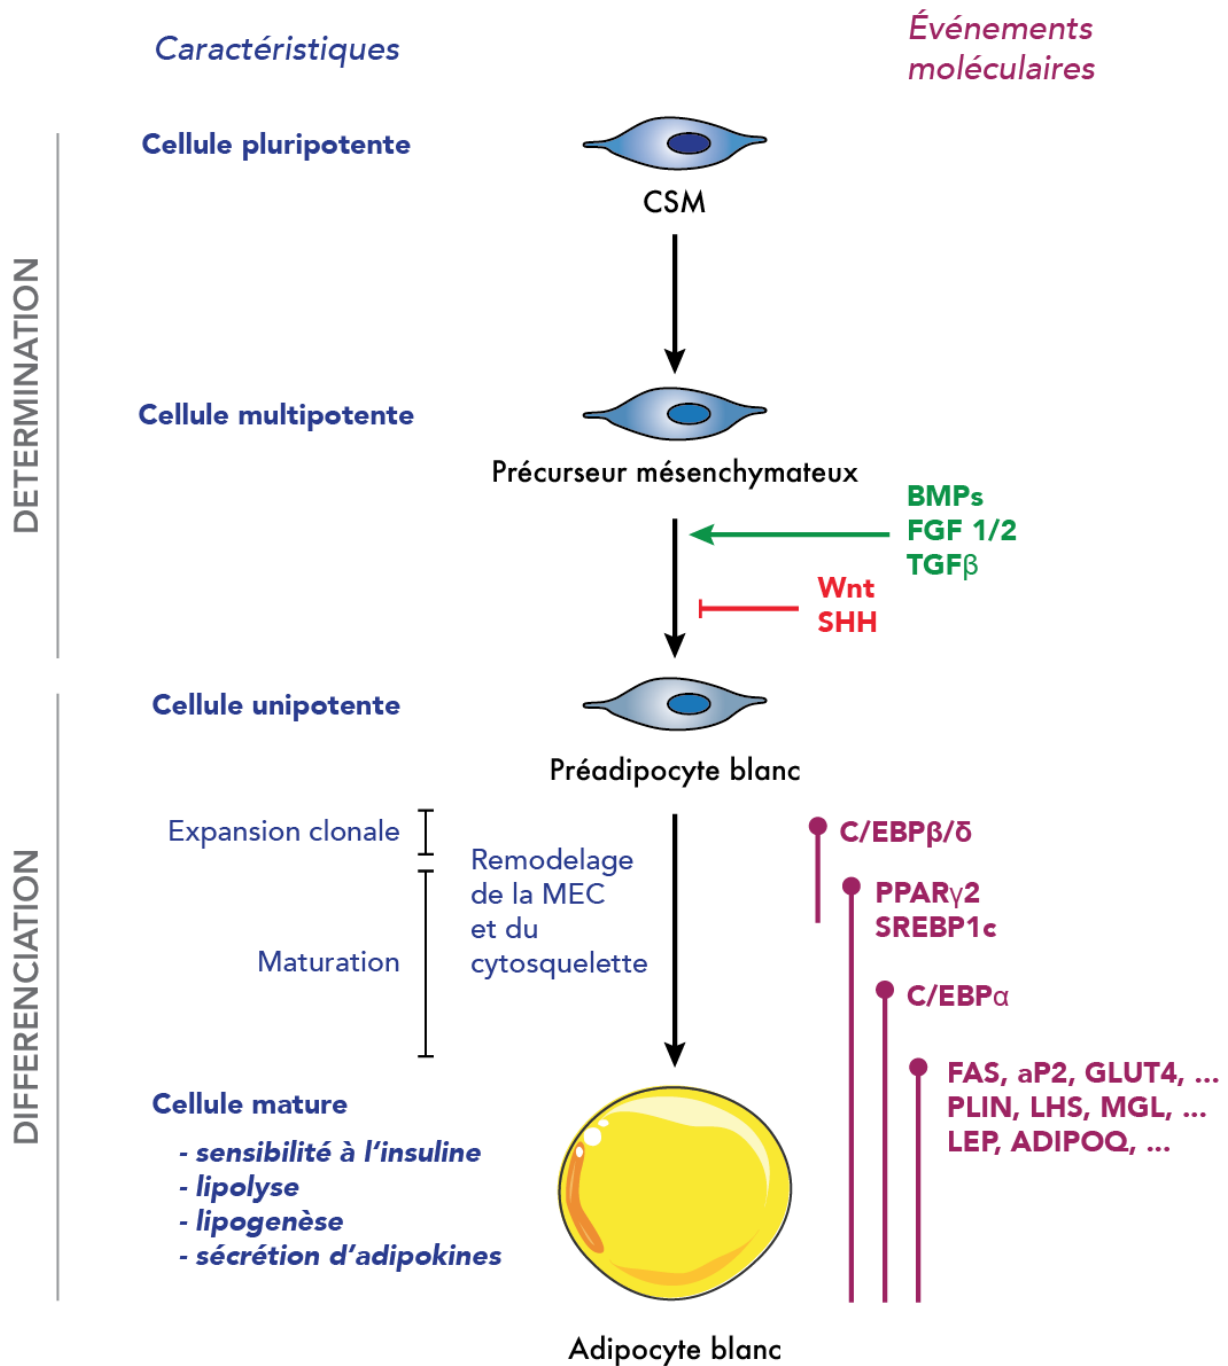 Caractéristiques
Événements
moléculaires
DETERMINATION
Cellule pluripotente
CSM
Cellule multipotente
Précurseur mésenchymateux
BMPs
FGF 1/2
TGFβ
Wnt
SHH
DIFFERENCIATION
Cellule unipotente
Préadipocyte blanc
Expansion clonale
Maturation
Remodelage
de la MEC
et du
cytosquelette
C/EBPβ/δ
PPARγ2
SREBP1c
C/EBPα
FAS, aP2, GLUT4, ...
PLIN, LHS, MGL, ...
LEP, ADIPOQ, ...
Cellule mature
- sensibilité à l'insuline
- lipolyse
- lipogenèse
- sécrétion d'adipokines
Adipocyte blanc